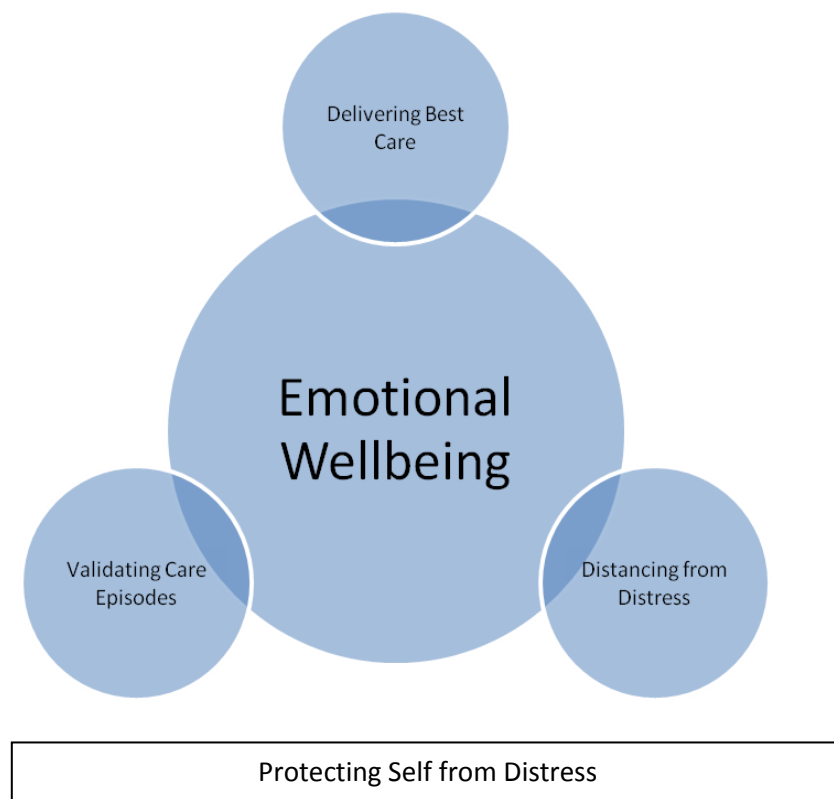 Delivering Best
Care
Emotional
Wellbeing
Validating Care
Episodes
Distancing from
Distress
Protecting Self from Distress